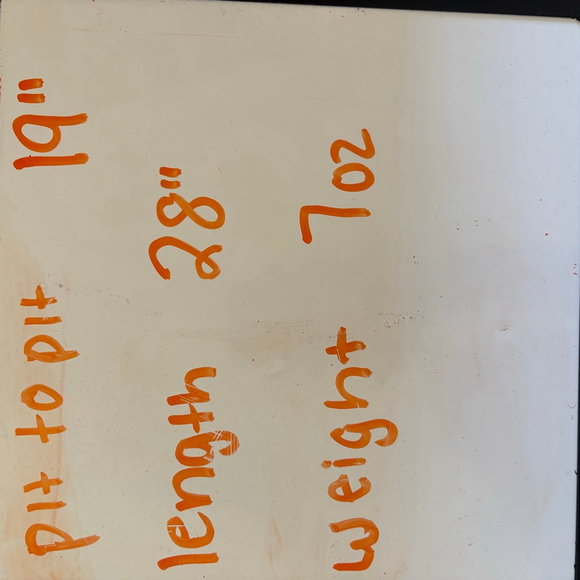 pit to pit 19"
length 28"
weight 7oz